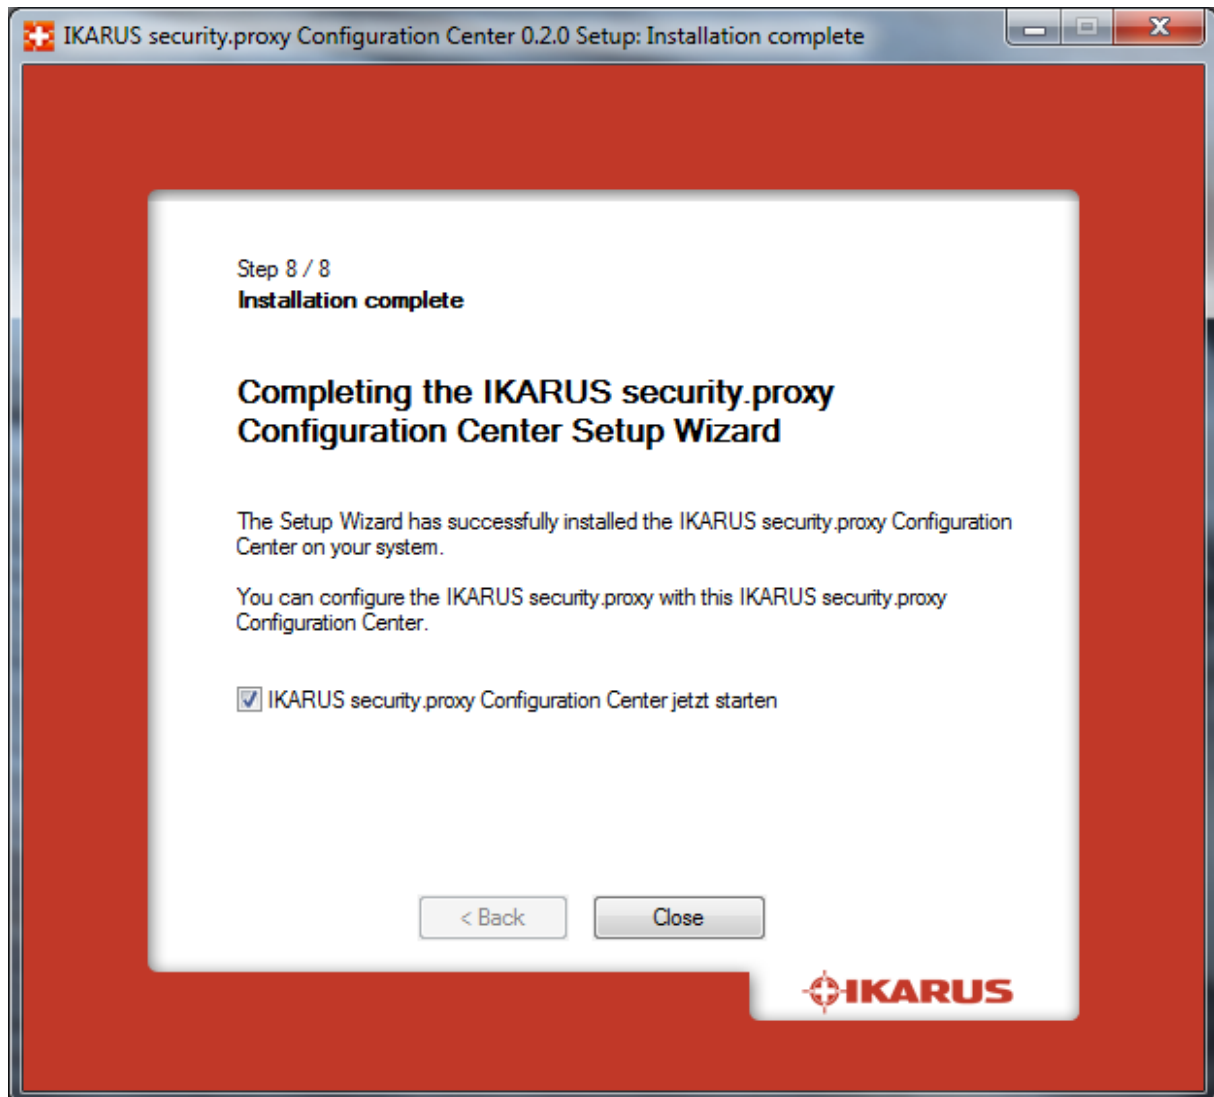 IKARUS security.proxy Configuration Center 0.2.0 Setup: Installation complete
Step 8 / 8
Installation complete
Completing the IKARUS security.proxy
Configuration Center Setup Wizard
The Setup Wizard has successfully installed the IKARUS security.proxy Configuration
Center on your system.
You can configure the IKARUS security.proxy with this IKARUS security.proxy
Configuration Center.
IKARUS security.proxy Configuration Center jetzt starten
< Back
Close
IKARUS